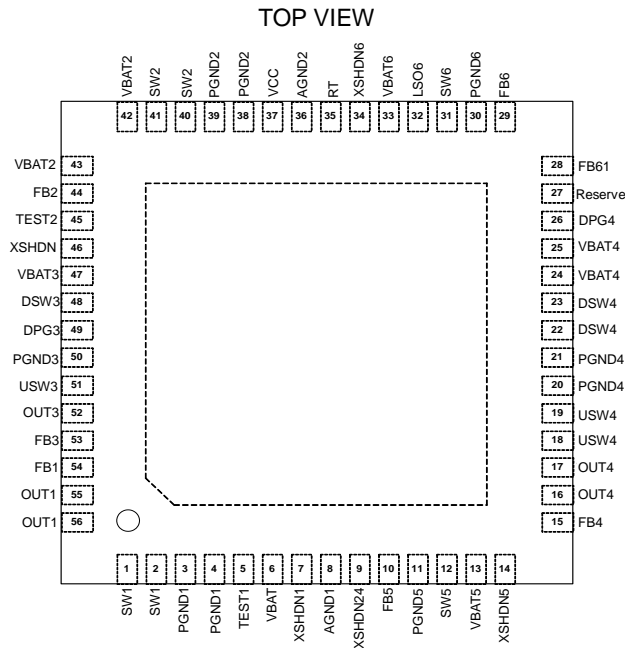 TOP VIEW
VBAT2
SW2
SW2
PGND2
PGND2
VCC
AGND2
RT
XSHDN6
VBAT6
LSO6
SW6
PGND6
FB6
42 41 40 39 38 37 36 35 34 33 32 31 30 29
VBAT2 43
FB2 44
TEST2 45
XSHDN 46
VBAT3 47
DSW3 48
DPG3 49
PGND3 50
USW3 51
OUT3 52
FB3 53
FB1 54
OUT1 55
OUT1 56
28 FB61
27 Reserve
26 DPG4
25 VBAT4
24 VBAT4
23 DSW4
22 DSW4
21 PGND4
20 PGND4
19 USW4
18 USW4
17 OUT4
16 OUT4
15 FB4
1 2 3 4 5 6 7 8 9 10 11 12 13 14
SW1
SW1
PGND1
PGND1
TEST1
VBAT
XSHDN1
AGND1
XSHDN24
FB5
PGND5
SW5
VBAT5
XSHDN5